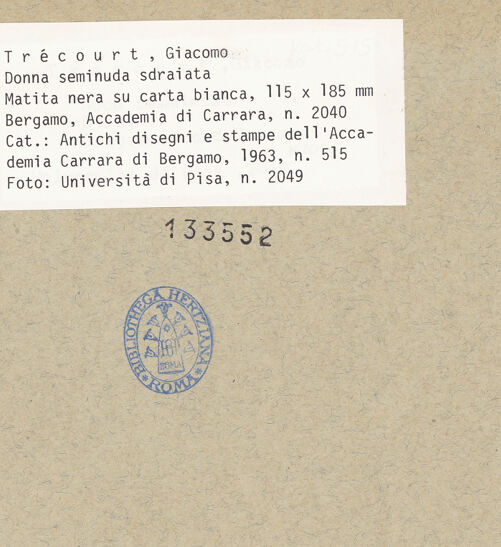 T r é c o u r t , Giacomo
Donna seminuda sdraiata
Matita nera su carta bianca, 115 x 185 mm
Bergamo, Accademia di Carrara, n. 2040
Cat.: Antichi disegni e stampe dell'Acca-
demia Carrara di Bergamo, 1963, n. 515
Foto: Università di Pisa, n. 2049
133552
BIBLIOTHECA HERTZIANA
ROMA
ROMA